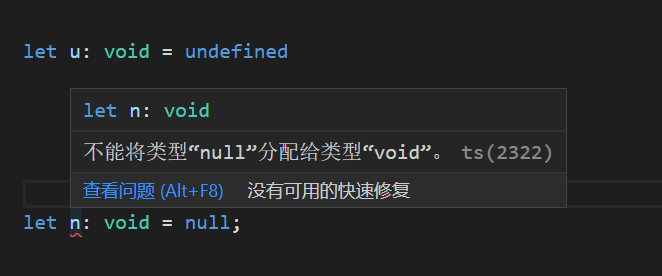 let u: void = undefined
let n: void
不能将类型“null”分配给类型“void”。 ts(2322)
查看问题 (Alt+F8) 没有可用的快速修复
let n: void = null;